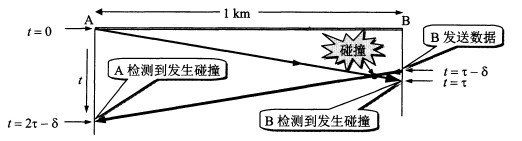 A
1 km
B
t=0
碰撞
B 发送数据
t
A 检测到发生碰撞
t=τ−δ
t=τ
t=2τ−δ
B 检测到发生碰撞